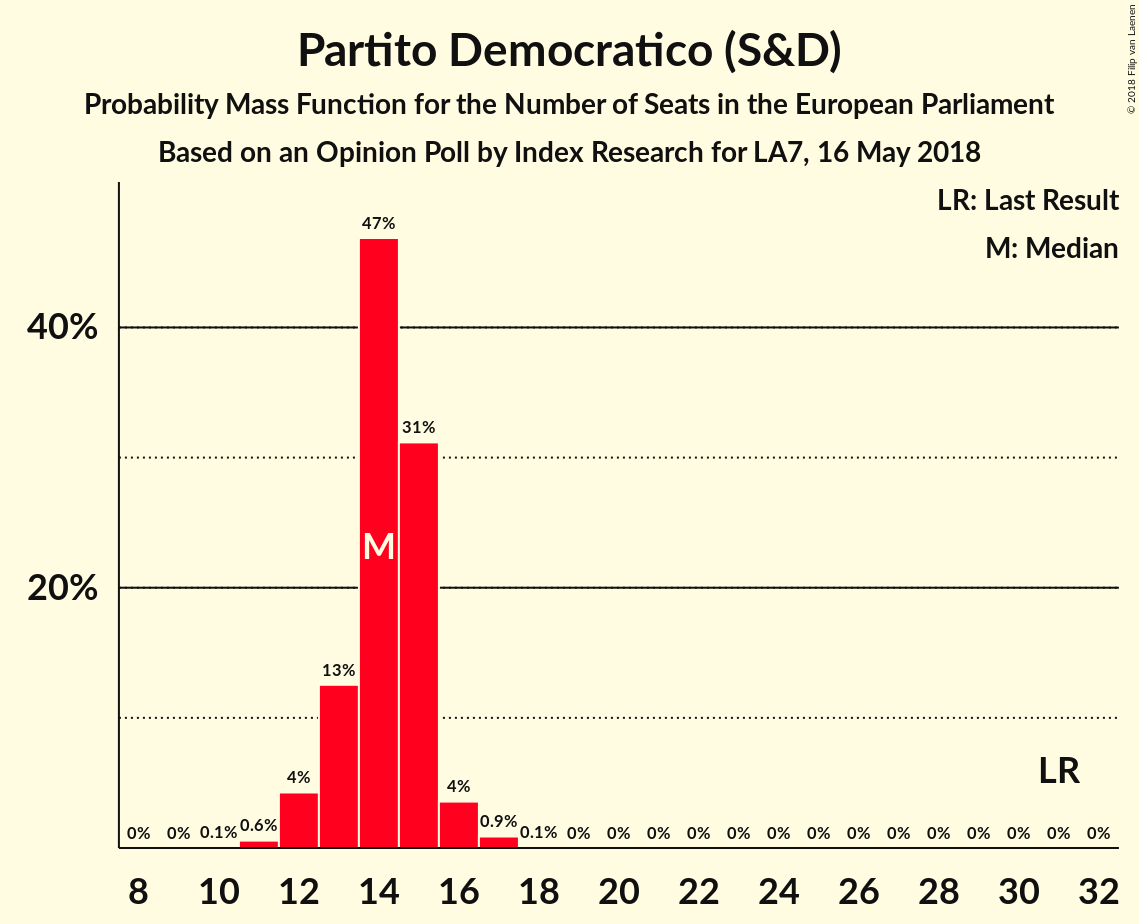 Partito Democratico (S&D)
Probability Mass Function for the Number of Seats in the European Parliament
Based on an Opinion Poll by Index Research for LA7, 16 May 2018
© 2018 Filip van Laenen
LR: Last Result
M: Median
47%
40%
31%
M
20%
13%
4%
4%
LR
0% 0% 0.1% 0.6% 0.9% 0.1% 0% 0% 0% 0% 0% 0% 0% 0% 0% 0% 0% 0% 0% 0%
8 10 12 14 16 18 20 22 24 26 28 30 32